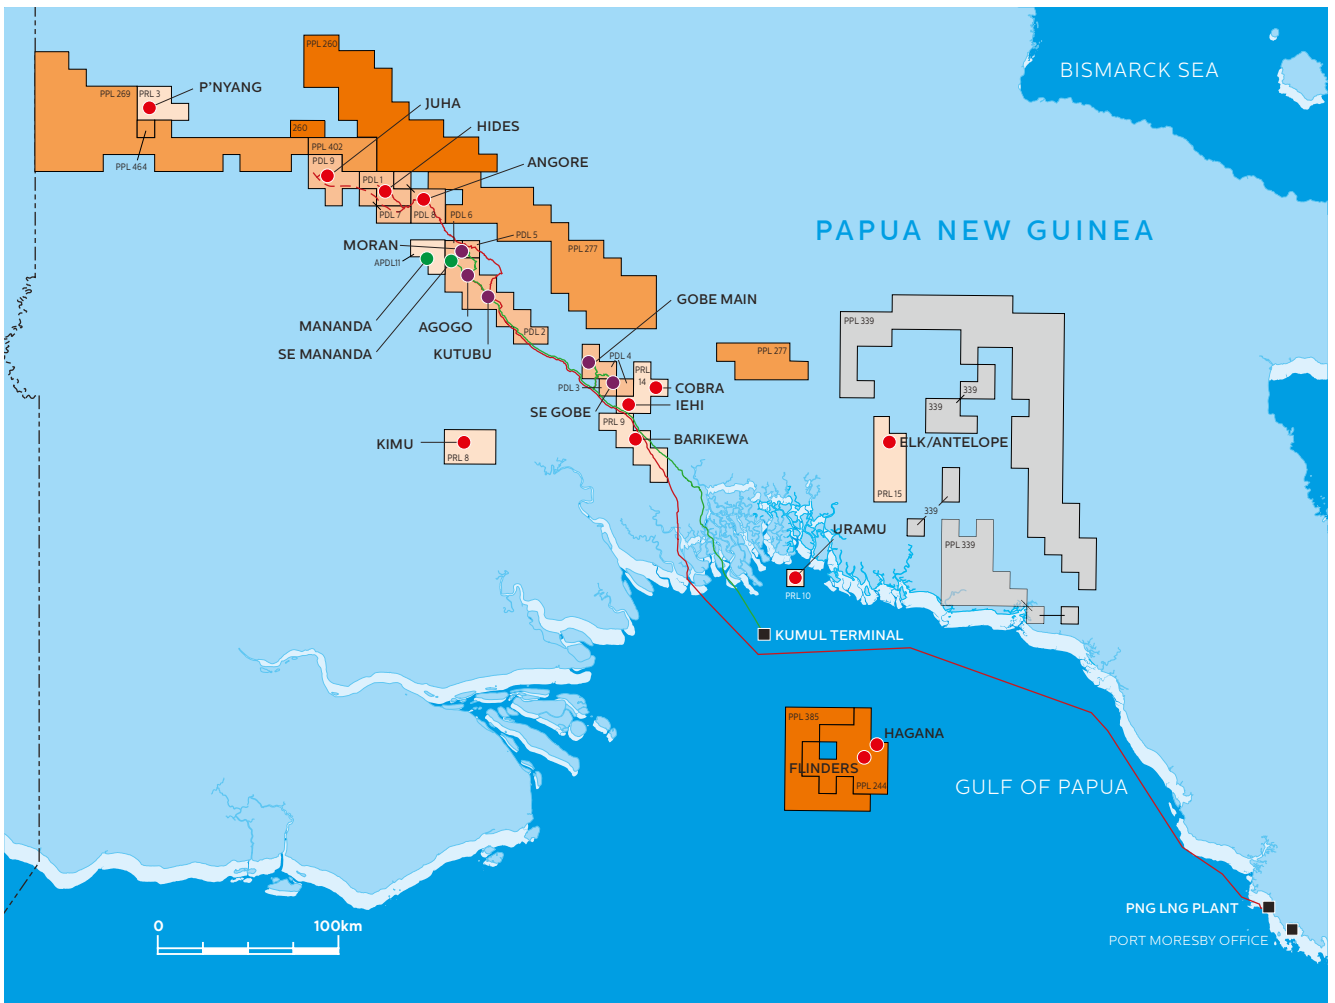 PPL 260
BISMARCK SEA
P'NYANG
PPL 269
PRL 3
JUHA
HIDES
260
PPL 402
PPL 464
PDL 9
ANGORE
PDL 1
PDL 7
PDL 8
PDL 6
PDL 5
PAPUA NEW GUINEA
MORAN
APDL11
PPL 277
GOBE MAIN
MANANDA
AGOGO
SE MANANDA
KUTUBU
PDL 2
PPL 339
PPL 277
PDL 4
PRL
14
PDL 3
COBRA
339
339
SE GOBE
IEHI
PRL 9
KIMU
BARIKEWA
ELK/ANTELOPE
PRL 8
PRL 15
339
URAMU
PPL 339
PRL 10
KUMUL TERMINAL
PPL 385
HAGANA
FLINDERS
PPL 244
GULF OF PAPUA
0
100km
PNG LNG PLANT
PORT MORESBY OFFICE